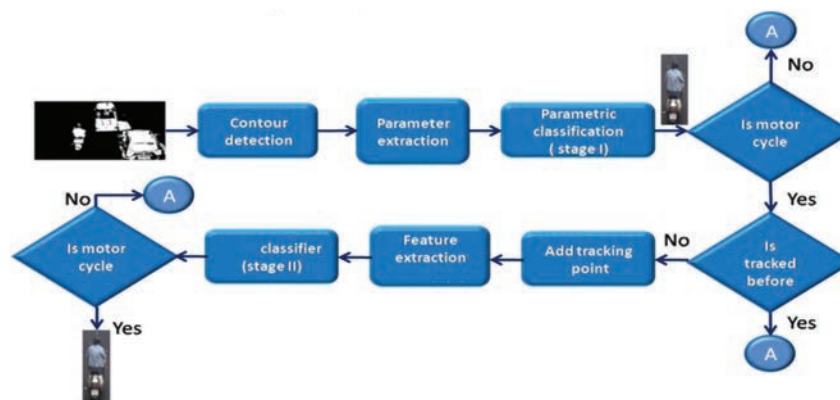 A
No
Contour
detection
Parameter
extraction
Parametric
classification
( stage I)
Is motor
cycle
Yes
No
A
Is motor
cycle
classifier
(stage II)
Feature
extraction
Add tracking
point
No
Is
tracked
before
Yes
Yes
A